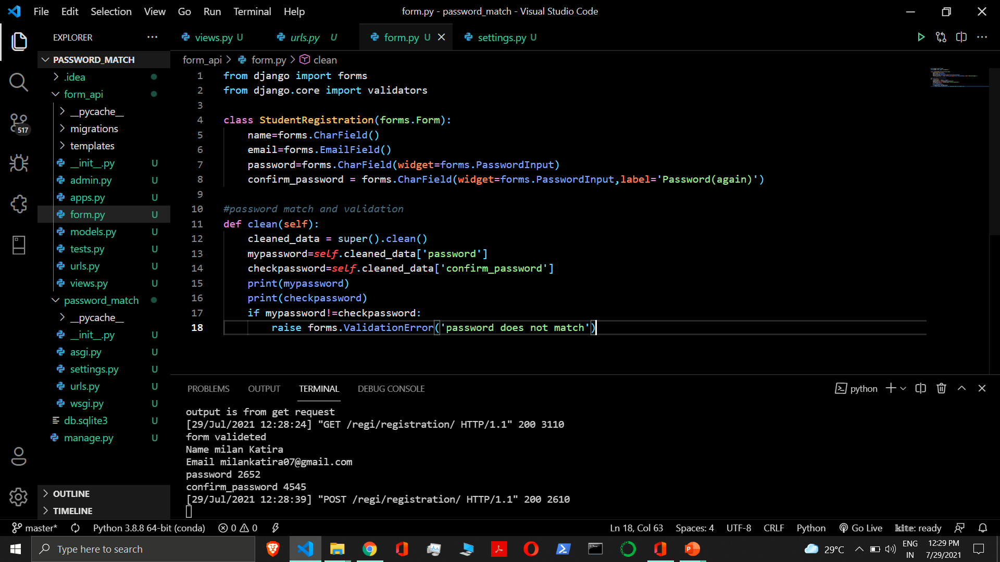 File Edit Selection View Go Run Terminal Help
form.py - password_match - Visual Studio Code
EXPLORER
views.py U
urls.py U
form.py U
settings.py U
PASSWORD_MATCH
form_api > form.py > clean
.idea
form_api
__pycache__
migrations
templates
__init__.py U
admin.py U
apps.py U
form.py U
models.py U
tests.py U
urls.py U
views.py U
password_match
__pycache__
__init__.py U
asgi.py U
settings.py U
urls.py U
wsgi.py U
db.sqlite3 U
manage.py U
OUTLINE
TIMELINE
517
1 from django import forms
2 from django.core import validators
3
4 class StudentRegistration(forms.Form):
5 name=forms.CharField()
6 email=forms.EmailField()
7 password=forms.CharField(widget=forms.PasswordInput)
8 confirm_password = forms.CharField(widget=forms.PasswordInput,label='Password(again)')
9
10 #password match and validation
11 def clean(self):
12 cleaned_data = super().clean()
13 mypassword=self.cleaned_data['password']
14 checkpassword=self.cleaned_data['confirm_password']
15 print(mypassword)
16 print(checkpassword)
17 if mypassword!=checkpassword:
18 raise forms.ValidationError('password does not match')
PROBLEMS OUTPUT TERMINAL DEBUG CONSOLE
python
output is from get request
[29/Jul/2021 12:28:24] "GET /regi/registration/ HTTP/1.1" 200 3110
form valideted
Name milan Katira
Email milankatira07@gmail.com
password 2652
confirm_password 4545
[29/Jul/2021 12:28:39] "POST /regi/registration/ HTTP/1.1" 200 2610
master* Python 3.8.8 64-bit (conda) 0 0
Ln 18, Col 63 Spaces: 4 UTF-8 CRLF Python Go Live kite: ready
Type here to search
29°C
ENG
IN
12:29 PM
7/29/2021